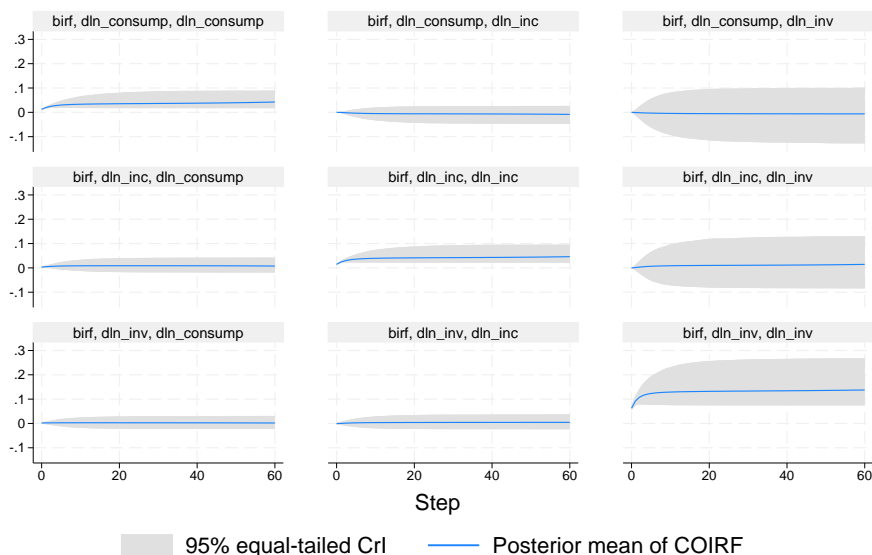 birf, dln_consump, dln_consump birf, dln_consump, dln_inc birf, dln_consump, dln_inv
.3
.2
.1
0
-.1
birf, dln_inc, dln_consump birf, dln_inc, dln_inc birf, dln_inc, dln_inv
.3
.2
.1
0
-.1
birf, dln_inv, dln_consump birf, dln_inv, dln_inc birf, dln_inv, dln_inv
.3
.2
.1
0
-.1
0 20 40 60 0 20 40 60 0 20 40 60
Step
95% equal-tailed CrI Posterior mean of COIRF